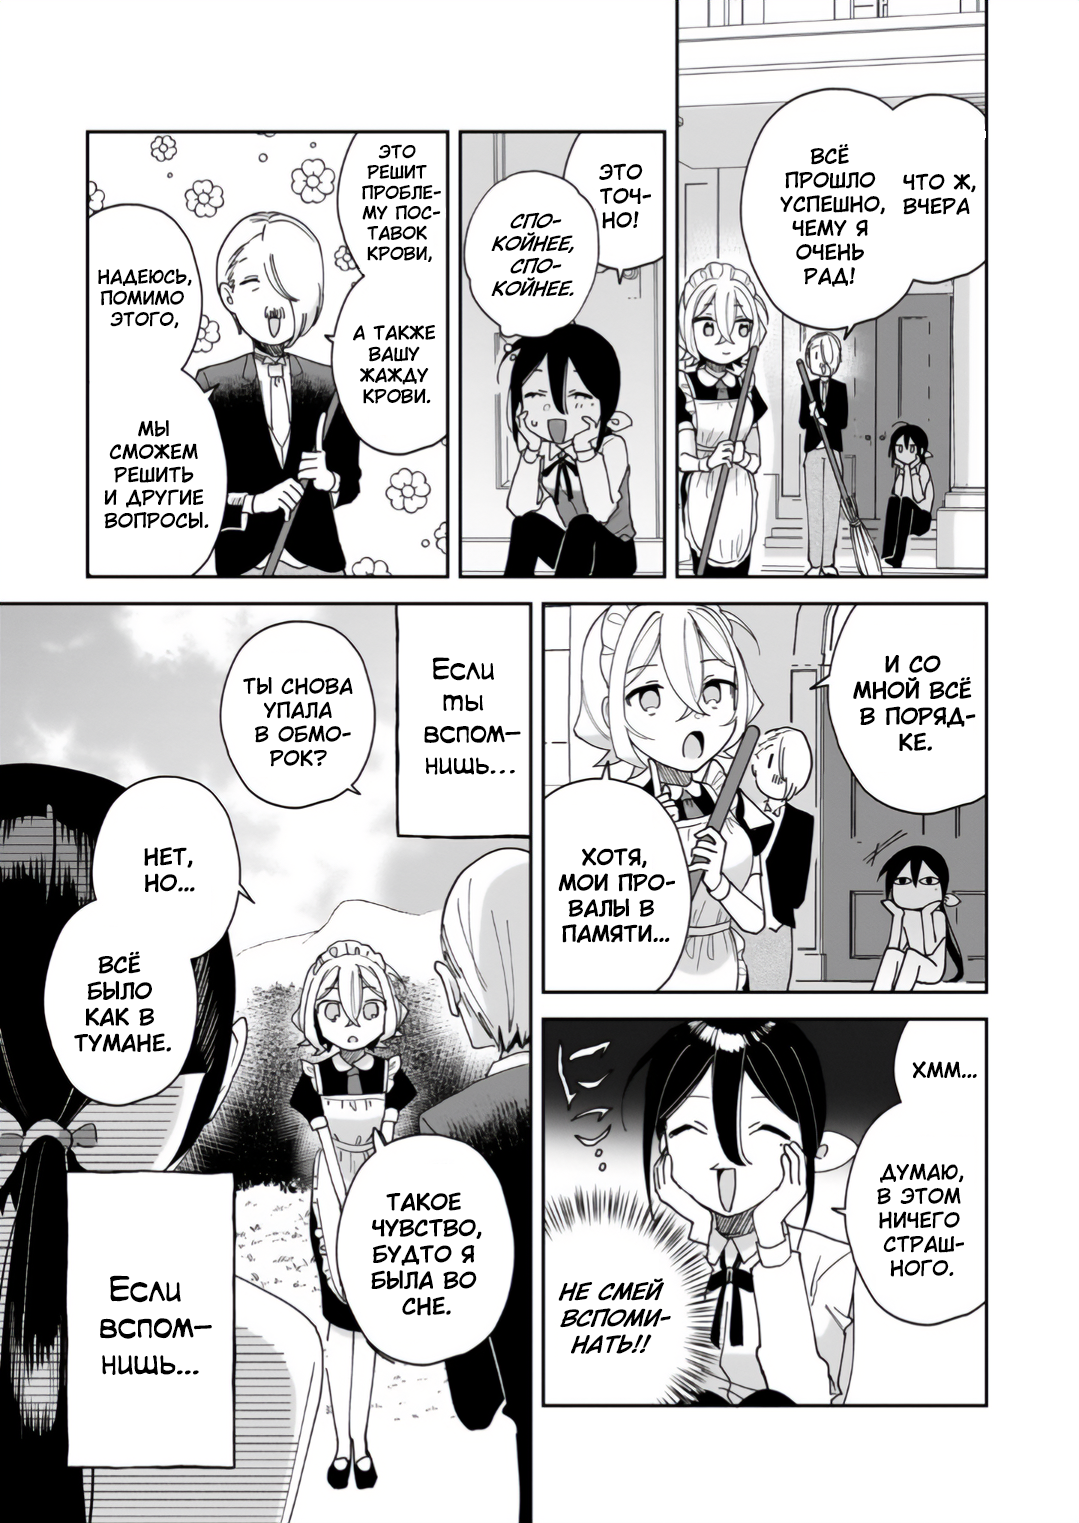 ЧТО Ж,
ВЧЕРА
ВСЁ
ПРОШЛО
УСПЕШНО,
ЧЕМУ Я
ОЧЕНЬ
РАД!
ЭТО
ТОЧ-
НО!
СПО-
КОЙНЕЕ,
СПО-
КОЙНЕЕ.
ЭТО
РЕШИТ
ПРОБЛЕ-
МУ ПОС-
ТАВОК
КРОВИ,
А ТАКЖЕ
ВАШУ
ЖАЖДУ
КРОВИ.
НАДЕЮСЬ,
ПОМИМО
ЭТОГО,
МЫ
СМОЖЕМ
РЕШИТЬ
И ДРУГИЕ
ВОПРОСЫ.
И СО
МНОЙ ВСЁ
В ПОРЯД-
КЕ.
ХОТЯ,
МОИ ПРО-
ВАЛЫ В
ПАМЯТИ...
ХММ...
ДУМАЮ,
В ЭТОМ
НИЧЕГО
СТРАШ-
НОГО.
НЕ СМЕЙ
ВСПОМИ-
НАТЬ!!
Если
ты
вспом-
нишь...
ТЫ СНОВА
УПАЛА
В ОБМО-
РОК?
НЕТ,
НО...
ВСЁ
БЫЛО
КАК В
ТУМАНЕ.
ТАКОЕ
ЧУВСТВО,
БУДТО Я
БЫЛА ВО
СНЕ.
Если
вспом-
нишь...